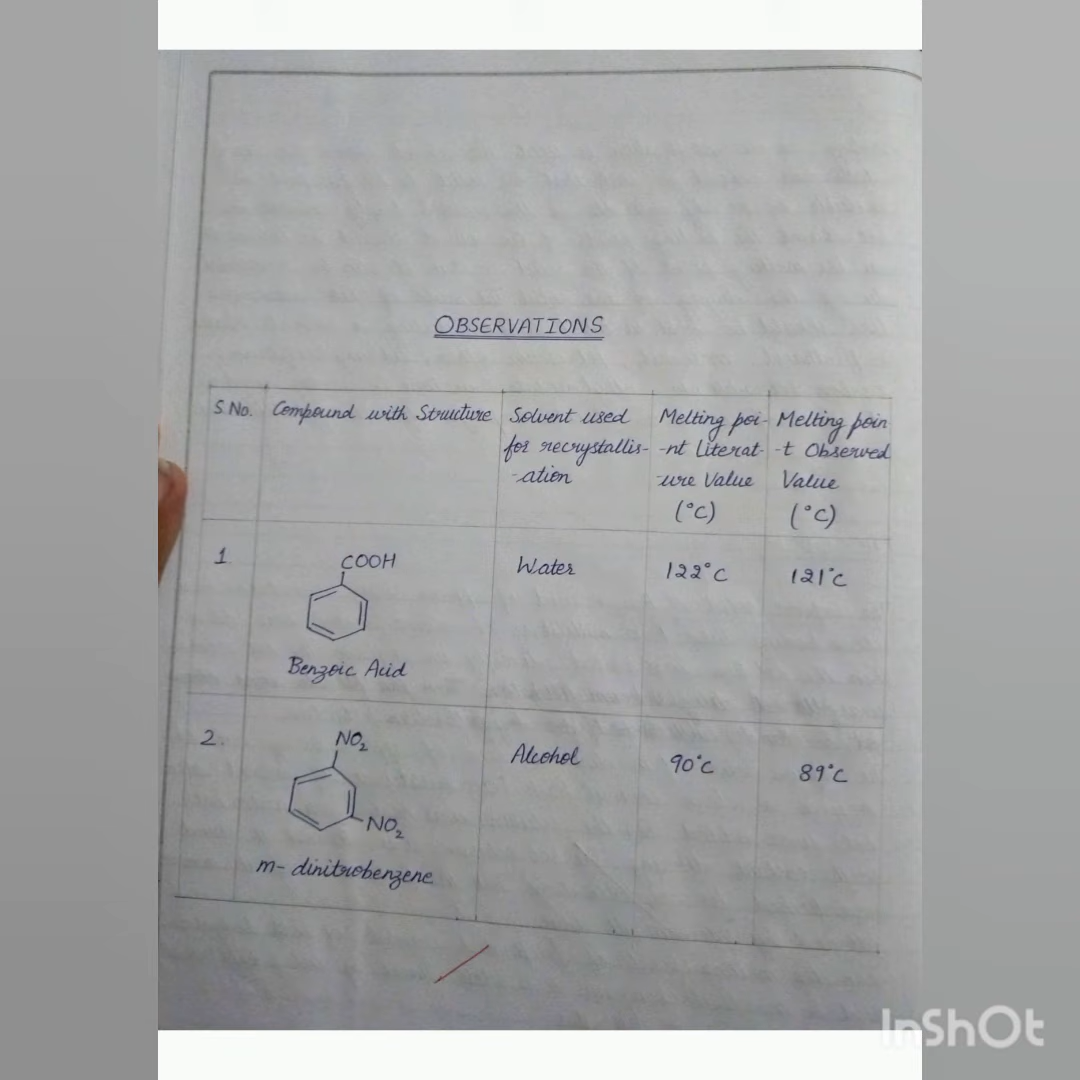 OBSERVATIONS
S.No.
Compound with Structure
Solvent used
for recrystallis-
-ation
Melting poi-
-nt Literat-
-ure Value
(°C)
Melting poin
-t Observed
Value
(°C)
1.
COOH
Benzoic Acid
Water
122°C
121°C
2.
NO₂
NO₂
m- dinitrobenzene
Alcohol
90°C
89°C
InShOt